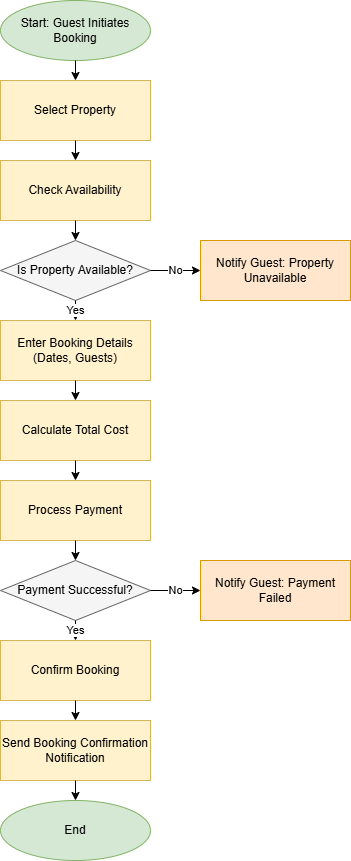 Start: Guest Initiates
Booking
Select Property
Check Availability
Is Property Available?
No
Notify Guest: Property
Unavailable
Yes
Enter Booking Details
(Dates, Guests)
Calculate Total Cost
Process Payment
Payment Successful?
No
Notify Guest: Payment
Failed
Yes
Confirm Booking
Send Booking Confirmation
Notification
End